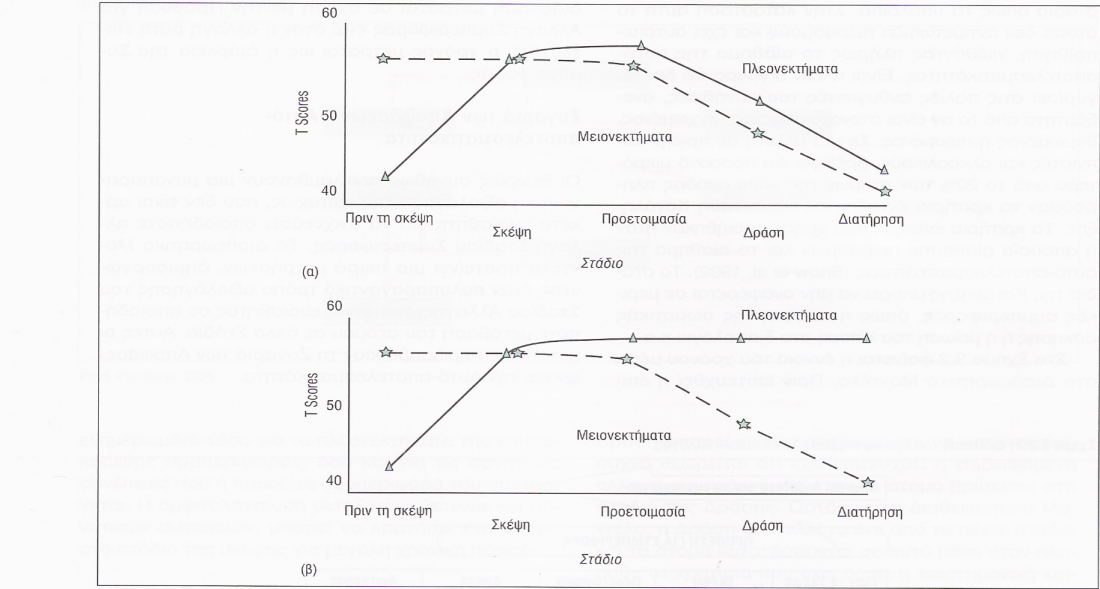 60
Πλεονεκτήματα
50
T Scores
Μειονεκτήματα
40
Πριν τη σκέψη
Προετοιμασία
Διατήρηση
Σκέψη
Δράση
Στάδιο
(α)
60
Πλεονεκτήματα
50
T Scores
Μειονεκτήματα
40
Πριν τη σκέψη
Προετοιμασία
Διατήρηση
Σκέψη
Δράση
Στάδιο
(β)